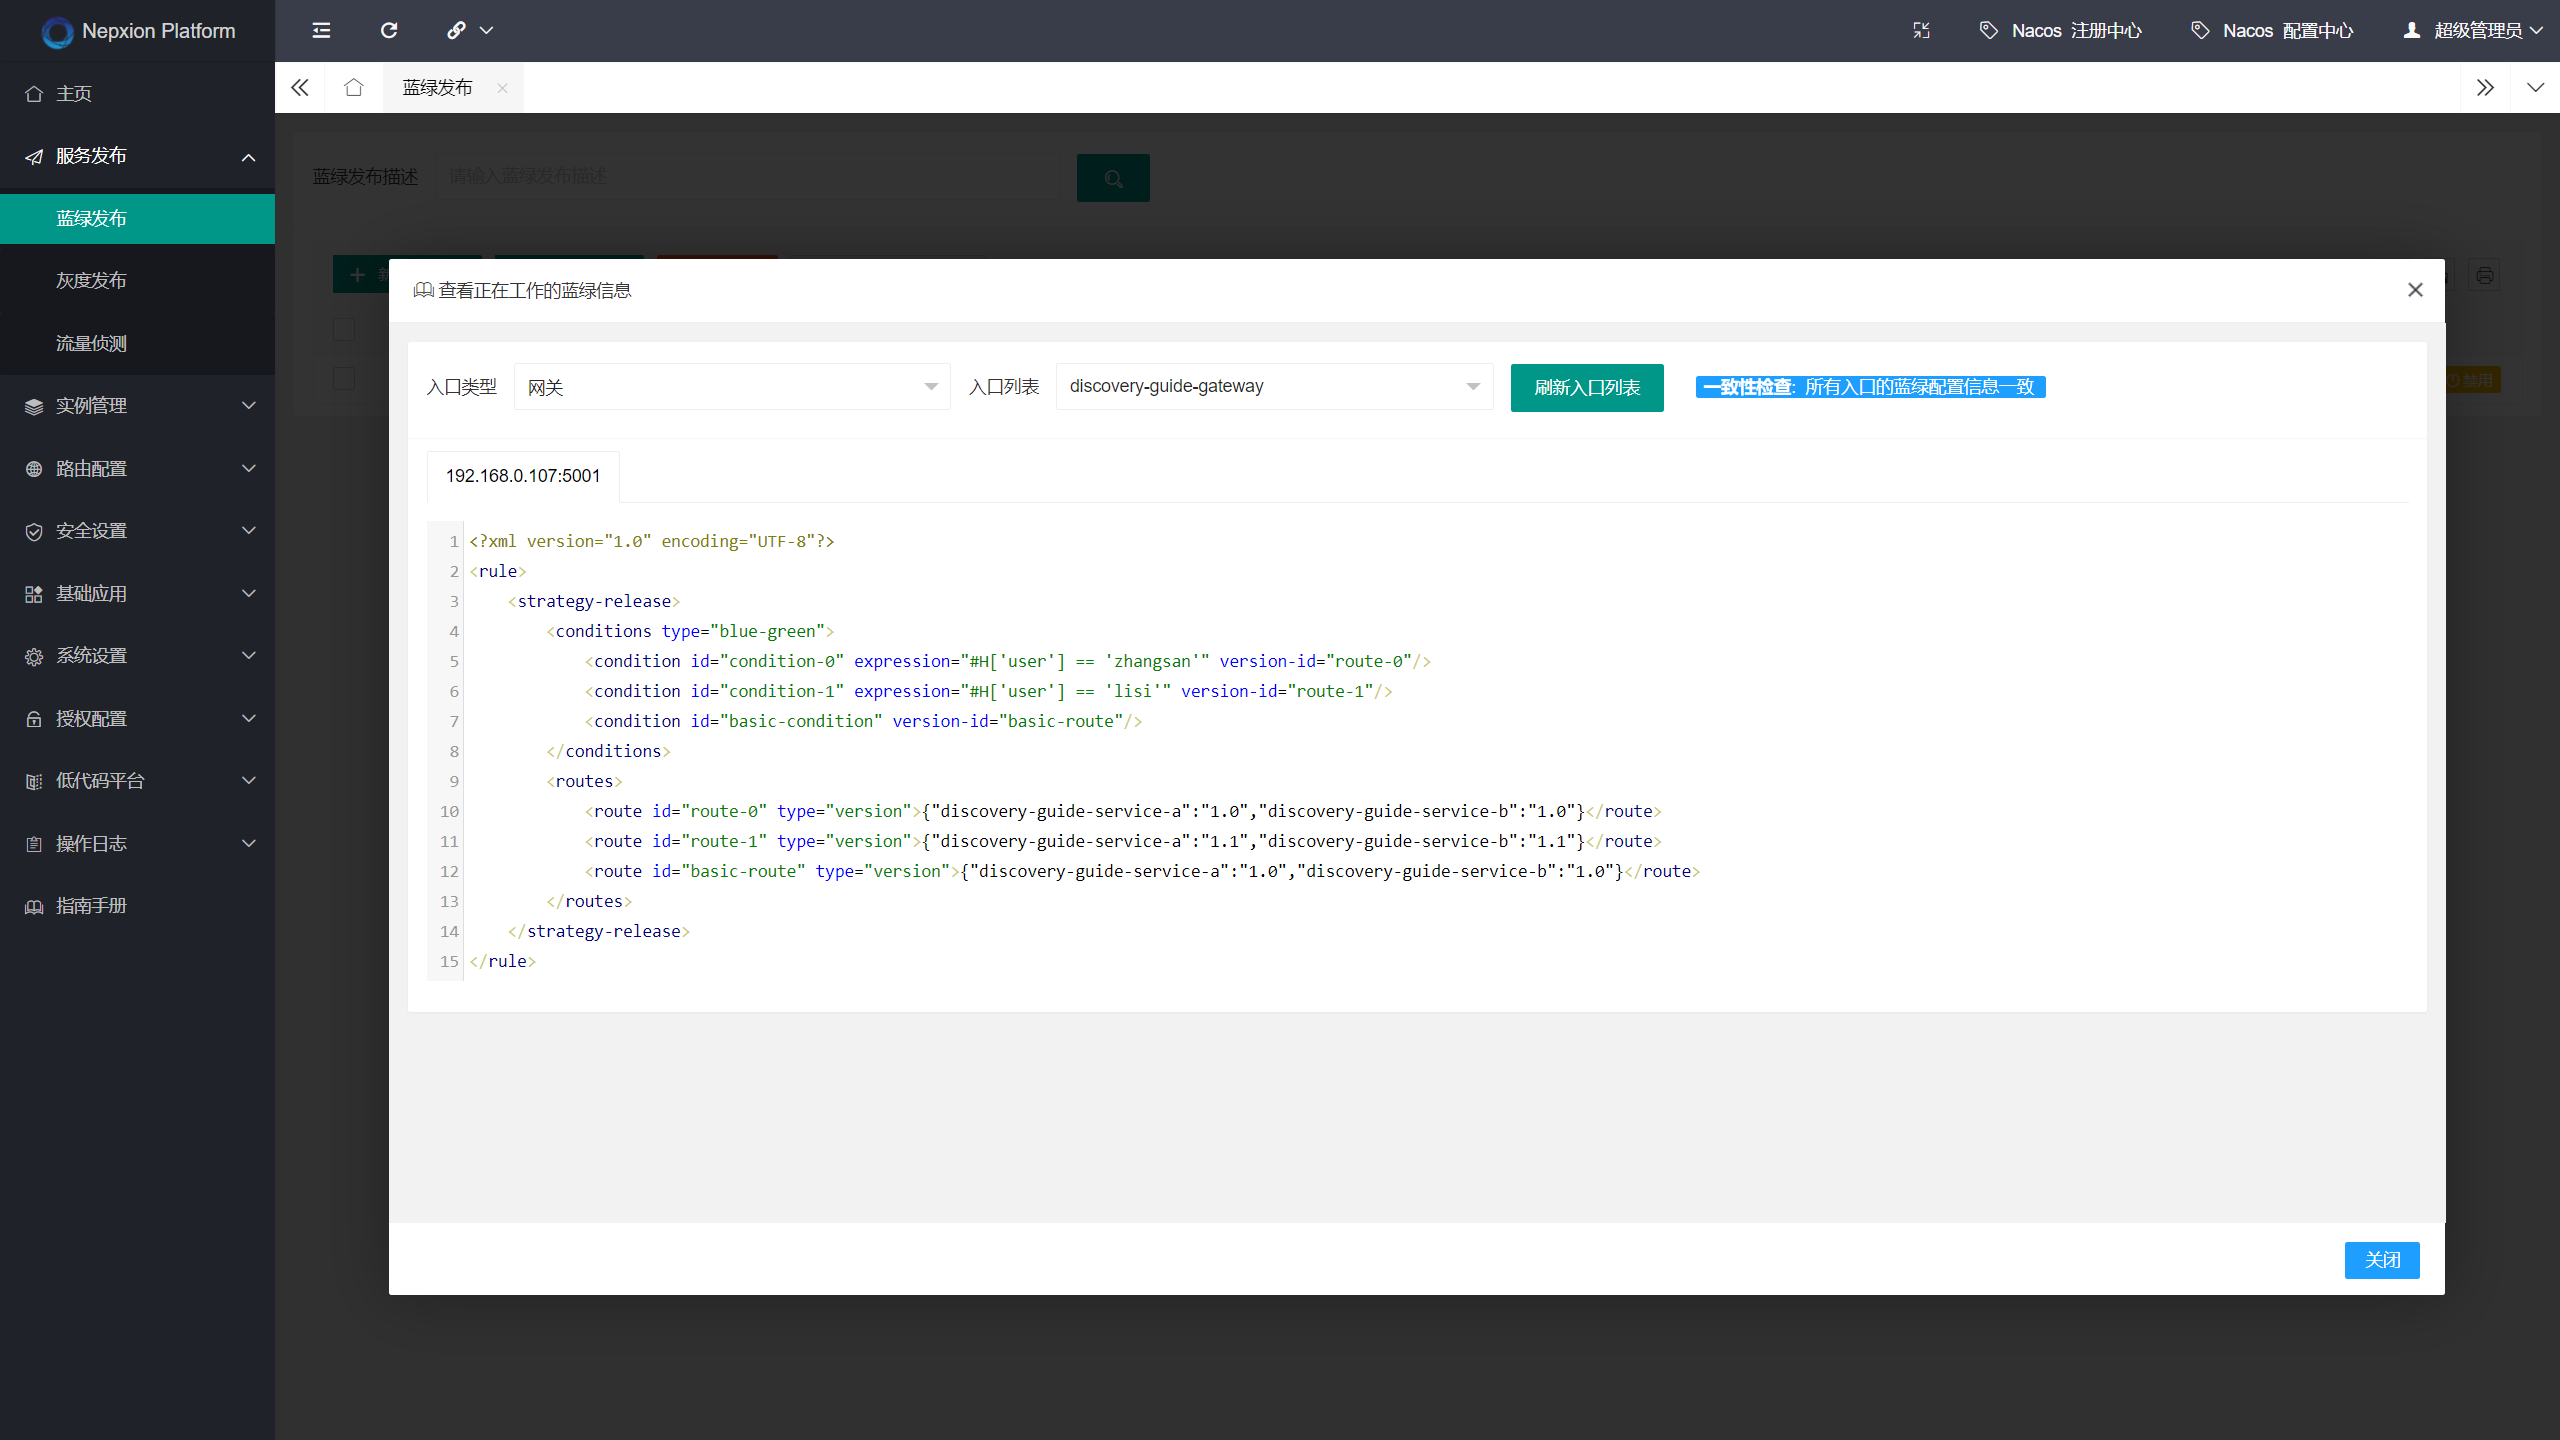 Nepxion Platform
Nacos 注册中心
Nacos 配置中心
超级管理员
主页
服务发布
蓝绿发布
灰度发布
流量侦测
实例管理
路由配置
安全设置
基础应用
系统设置
授权配置
低代码平台
操作日志
指南手册
蓝绿发布
蓝绿发布描述
请输入蓝绿发布描述
禁用
查看正在工作的蓝绿信息
入口类型
网关
入口列表
discovery-guide-gateway
刷新入口列表
一致性检查: 所有入口的蓝绿配置信息一致
192.168.0.107:5001
1 <?xml version="1.0" encoding="UTF-8"?>
2 <rule>
3     <strategy-release>
4         <conditions type="blue-green">
5             <condition id="condition-0" expression="#H['user'] == 'zhangsan'" version-id="route-0"/>
6             <condition id="condition-1" expression="#H['user'] == 'lisi'" version-id="route-1"/>
7             <condition id="basic-condition" version-id="basic-route"/>
8         </conditions>
9         <routes>
10             <route id="route-0" type="version">{"discovery-guide-service-a":"1.0","discovery-guide-service-b":"1.0"}</route>
11             <route id="route-1" type="version">{"discovery-guide-service-a":"1.1","discovery-guide-service-b":"1.1"}</route>
12             <route id="basic-route" type="version">{"discovery-guide-service-a":"1.0","discovery-guide-service-b":"1.0"}</route>
13         </routes>
14     </strategy-release>
15 </rule>
关闭